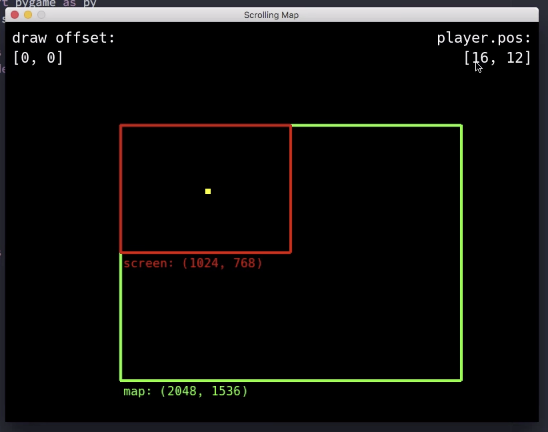 t pygame as py
Scrolling Map
draw offset:
[0, 0]
player.pos:
[16, 12]
screen: (1024, 768)
map: (2048, 1536)